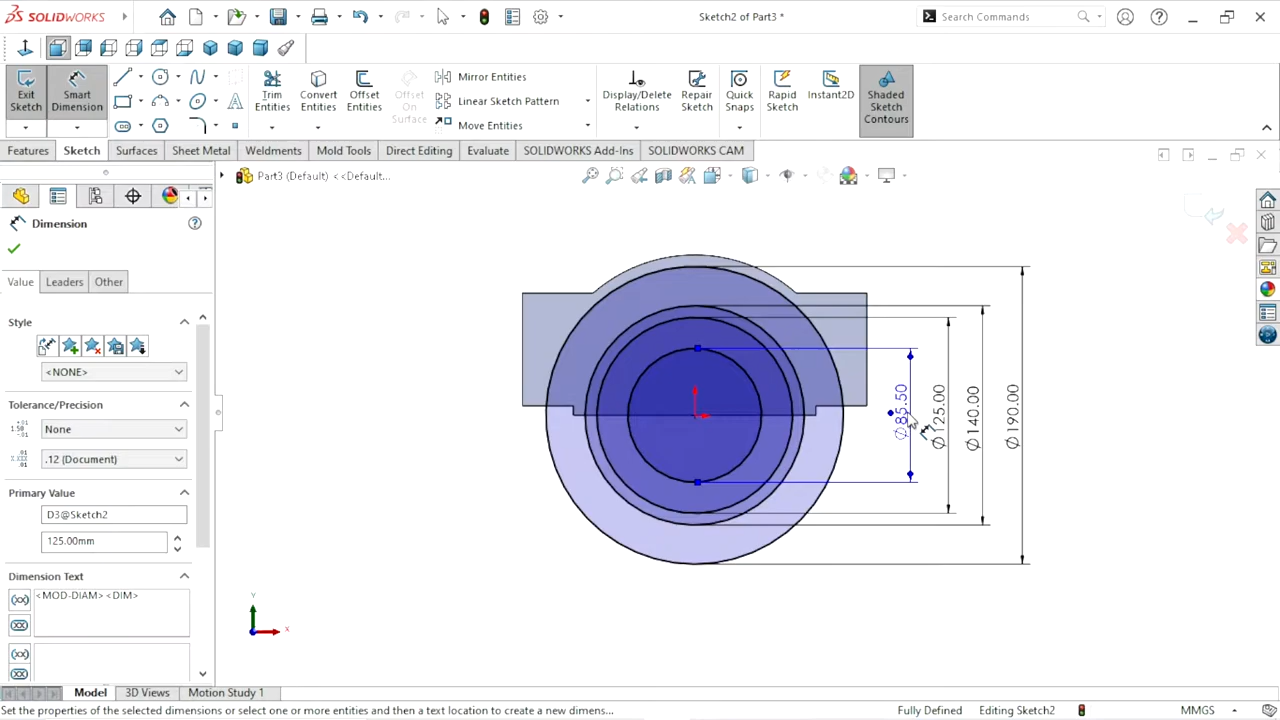 SOLIDWORKS
Sketch2 of Part3 *
Search Commands
Exit Sketch
Smart Dimension
Trim Entities
Convert Entities
Offset Entities
Offset On Surface
Mirror Entities
Linear Sketch Pattern
Move Entities
Display/Delete Relations
Repair Sketch
Quick Snaps
Rapid Sketch
Instant2D
Shaded Sketch Contours
Features
Sketch
Surfaces
Sheet Metal
Weldments
Mold Tools
Direct Editing
Evaluate
SOLIDWORKS Add-Ins
SOLIDWORKS CAM
Part3 (Default) <<Default...
Dimension
Value
Leaders
Other
Style
<NONE>
Tolerance/Precision
None
.12 (Document)
Primary Value
D3@Sketch2
125.00mm
Dimension Text
<MOD-DIAM><DIM>
∅85.50
∅125.00
∅140.00
∅190.00
Y
X
Model
3D Views
Motion Study 1
Set the properties of the selected dimensions or select one or more entities and then a text location to create a new dimens...
Fully Defined
Editing Sketch2
MMGS